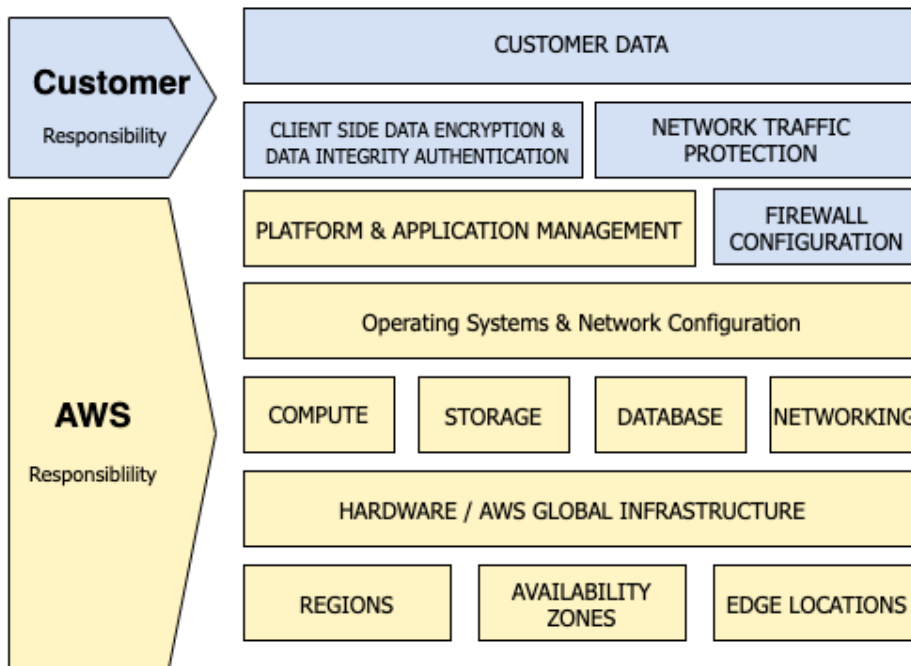 Customer
Responsibility
CUSTOMER DATA
CLIENT SIDE DATA ENCRYPTION &
DATA INTEGRITY AUTHENTICATION
NETWORK TRAFFIC
PROTECTION
AWS
Responsiblility
PLATFORM & APPLICATION MANAGEMENT
FIREWALL
CONFIGURATION
Operating Systems & Network Configuration
COMPUTE
STORAGE
DATABASE
NETWORKING
HARDWARE / AWS GLOBAL INFRASTRUCTURE
REGIONS
AVAILABILITY
ZONES
EDGE LOCATIONS